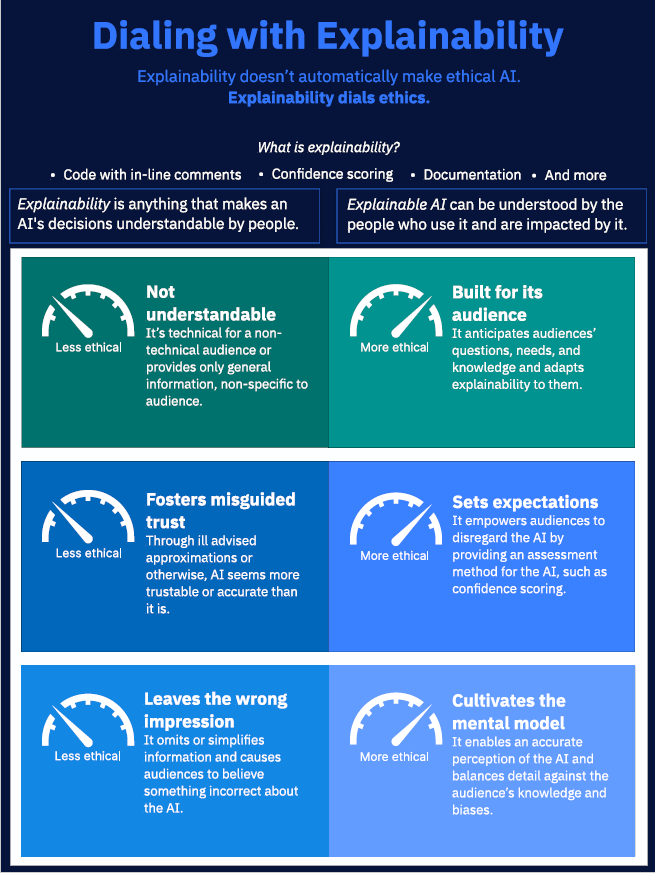 Dialing with Explainability
Explainability doesn't automatically make ethical AI.
Explainability dials ethics.
What is explainability?
• Code with in-line comments • Confidence scoring • Documentation • And more
Explainability is anything that makes an
AI's decisions understandable by people.
Explainable AI can be understood by the
people who use it and are impacted by it.
Less ethical
Not
understandable
It's technical for a non-
technical audience or
provides only general
information, non-specific to
audience.
More ethical
Built for its
audience
It anticipates audiences'
questions, needs, and
knowledge and adapts
explainability to them.
Less ethical
Fosters misguided
trust
Through ill advised
approximations or
otherwise, AI seems more
trustable or accurate than
it is.
More ethical
Sets expectations
It empowers audiences to
disregard the AI by
providing an assessment
method for the AI, such as
confidence scoring.
Less ethical
Leaves the wrong
impression
It omits or simplifies
information and causes
audiences to believe
something incorrect about
the AI.
More ethical
Cultivates the
mental model
It enables an accurate
perception of the AI and
balances detail against the
audience's knowledge and
biases.